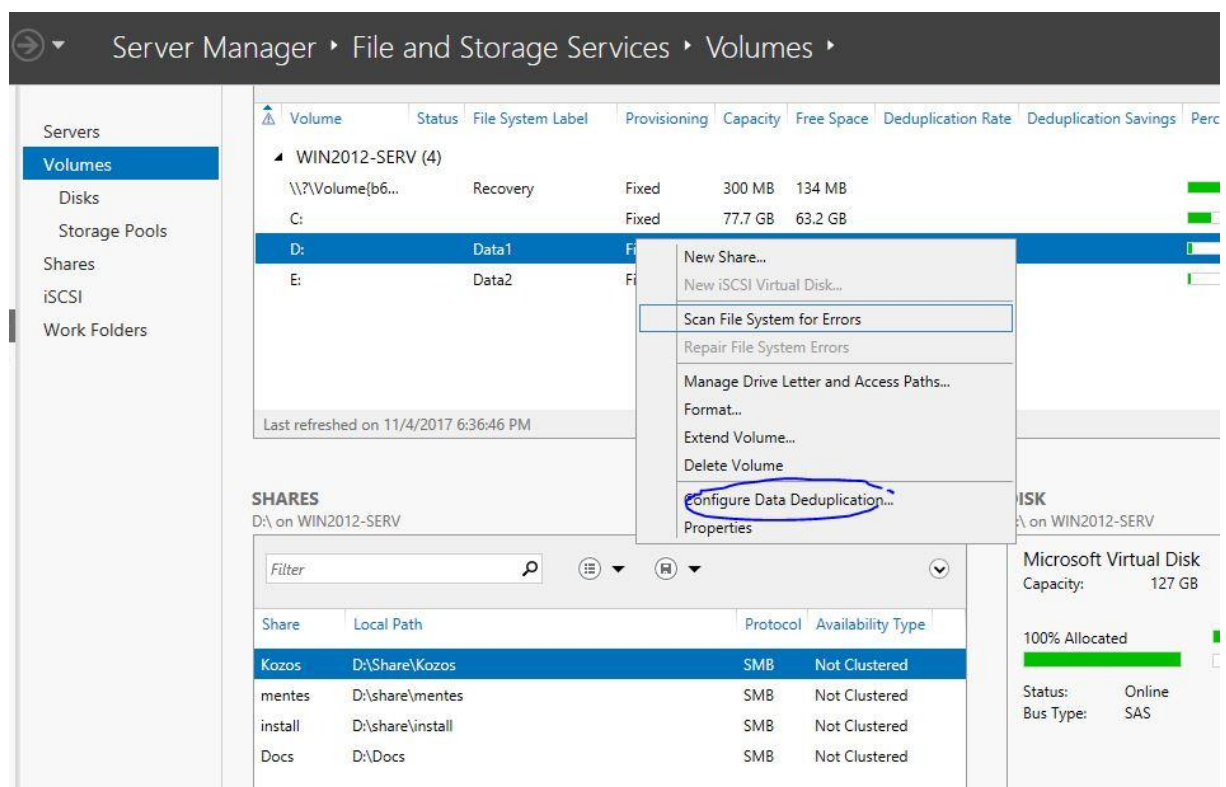 Server Manager ‣ File and Storage Services ‣ Volumes ‣
Servers
Volumes
Disks
Storage Pools
Shares
iSCSI
Work Folders
Volume Status File System Label Provisioning Capacity Free Space Deduplication Rate Deduplication Savings Perc
WIN2012-SERV (4)
\\?\Volume{b6... Recovery Fixed 300 MB 134 MB
C: Fixed 77.7 GB 63.2 GB
D: Data1 Fi
E: Data2 Fi
Last refreshed on 11/4/2017 6:36:46 PM
New Share...
New iSCSI Virtual Disk...
Scan File System for Errors
Repair File System Errors
Manage Drive Letter and Access Paths...
Format...
Extend Volume...
Delete Volume
Configure Data Deduplication...
Properties
SHARES
D:\ on WIN2012-SERV
Filter
Share Local Path Protocol Availability Type
Kozos D:\Share\Kozos SMB Not Clustered
mentes D:\share\mentes SMB Not Clustered
install D:\share\install SMB Not Clustered
Docs D:\Docs SMB Not Clustered
ISK
:\ on WIN2012-SERV
Microsoft Virtual Disk
Capacity: 127 GB
100% Allocated
Status: Online
Bus Type: SAS